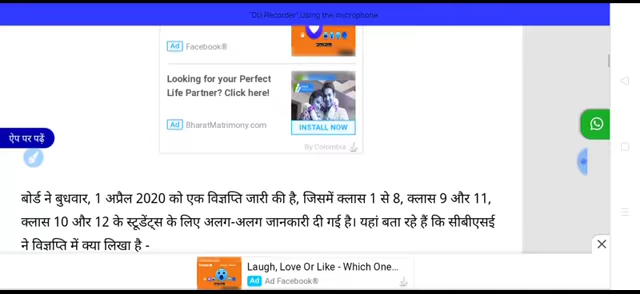 "DU Recorder" using the microphone
Ad Facebook®
Looking for your Perfect
Life Partner? Click here!
Ad BharatMatrimony.com
INSTALL NOW
By Colombia
ऐप पर पढ़ें
बोर्ड ने बुधवार, 1 अप्रैल 2020 को एक विज्ञप्ति जारी की है, जिसमें क्लास 1 से 8, क्लास 9 और 11,
क्लास 10 और 12 के स्टूडेंट्स के लिए अलग-अलग जानकारी दी गई है। यहां बता रहे हैं कि सीबीएसई
ने विज्ञप्ति में क्या लिखा है -
Laugh, Love Or Like - Which One...
Ad Ad Facebook®